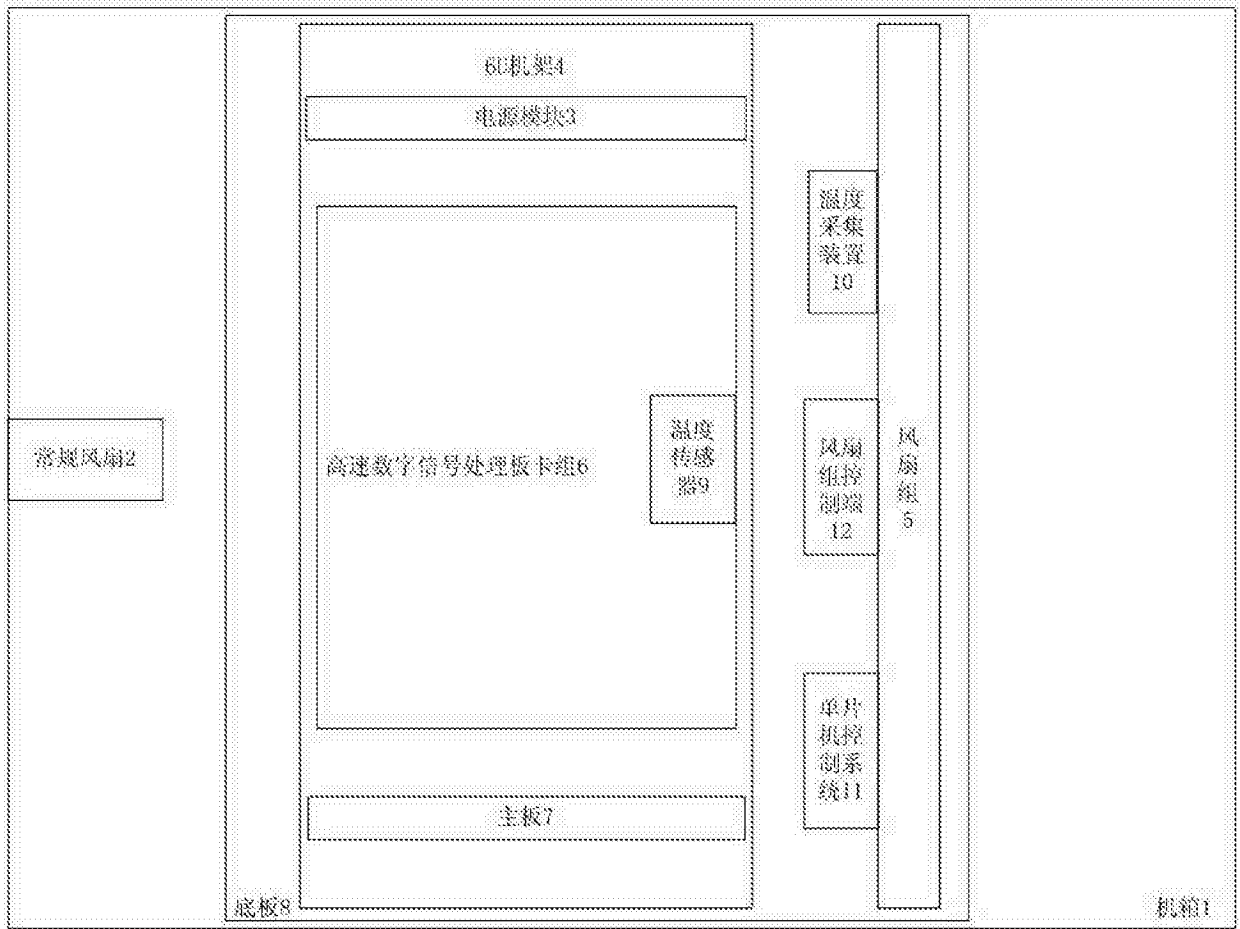 6U机架4
电源模块3
温度
采集
装置
10
常规风扇2
高速数字信号处理板卡组6
温度
传感
器9
风扇
组控
制端
12
风
扇
组
5
单片
机控
制系
统11
主板7
底板8
机箱1